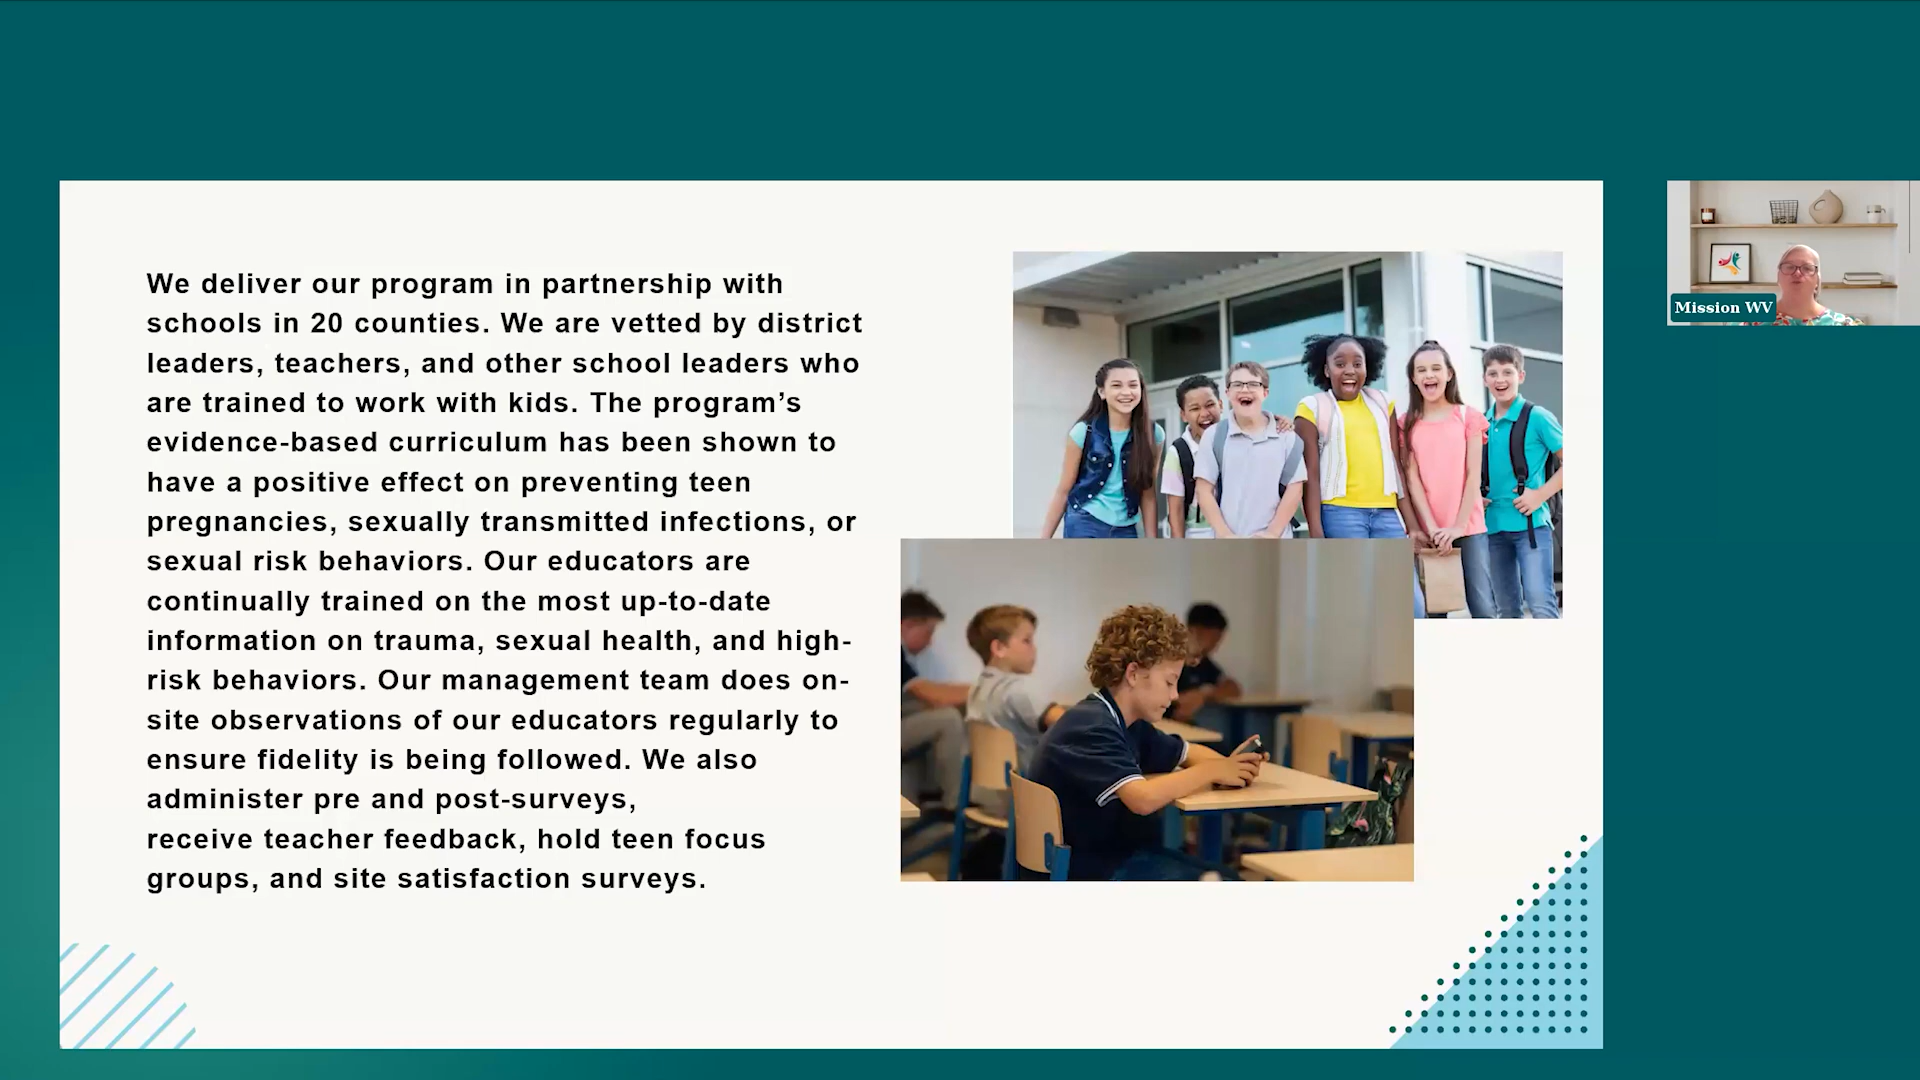 We deliver our program in partnership with
schools in 20 counties. We are vetted by district
leaders, teachers, and other school leaders who
are trained to work with kids. The program’s
evidence-based curriculum has been shown to
have a positive effect on preventing teen
pregnancies, sexually transmitted infections, or
sexual risk behaviors. Our educators are
continually trained on the most up-to-date
information on trauma, sexual health, and high-
risk behaviors. Our management team does on-
site observations of our educators regularly to
ensure fidelity is being followed. We also
administer pre and post-surveys,
receive teacher feedback, hold teen focus
groups, and site satisfaction surveys.
Mission WV